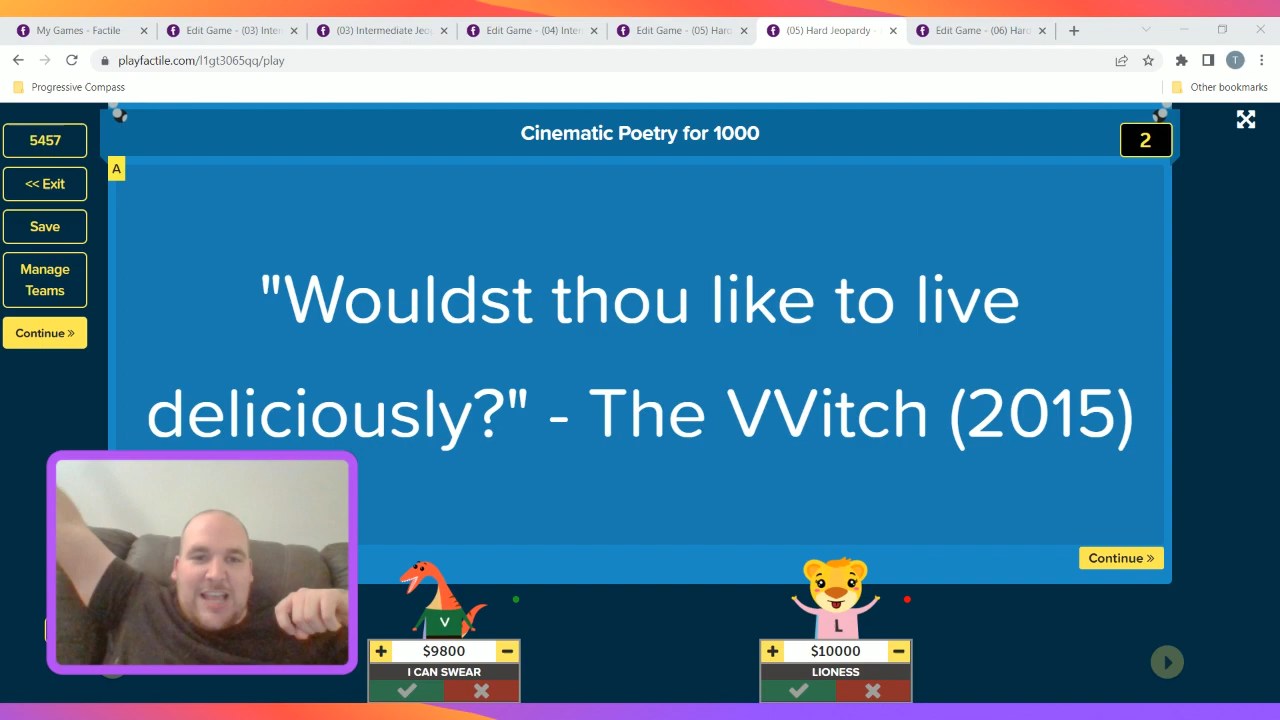 My Games - Factile
Edit Game - (03) Inter
(03) Intermediate Jeop
Edit Game - (04) Inter
Edit Game - (05) Hard
(05) Hard Jeopardy -
Edit Game - (06) Hard
playfactile.com/l1gt3065qq/play
T
Progressive Compass
Other bookmarks
5457
Cinematic Poetry for 1000
2
A
<< Exit
Save
Manage
Teams
Continue »
"Wouldst thou like to live
deliciously?" - The VVitch (2015)
Continue »
V
L
+ $9800 −
I CAN SWEAR
+ $10000 −
LIONESS